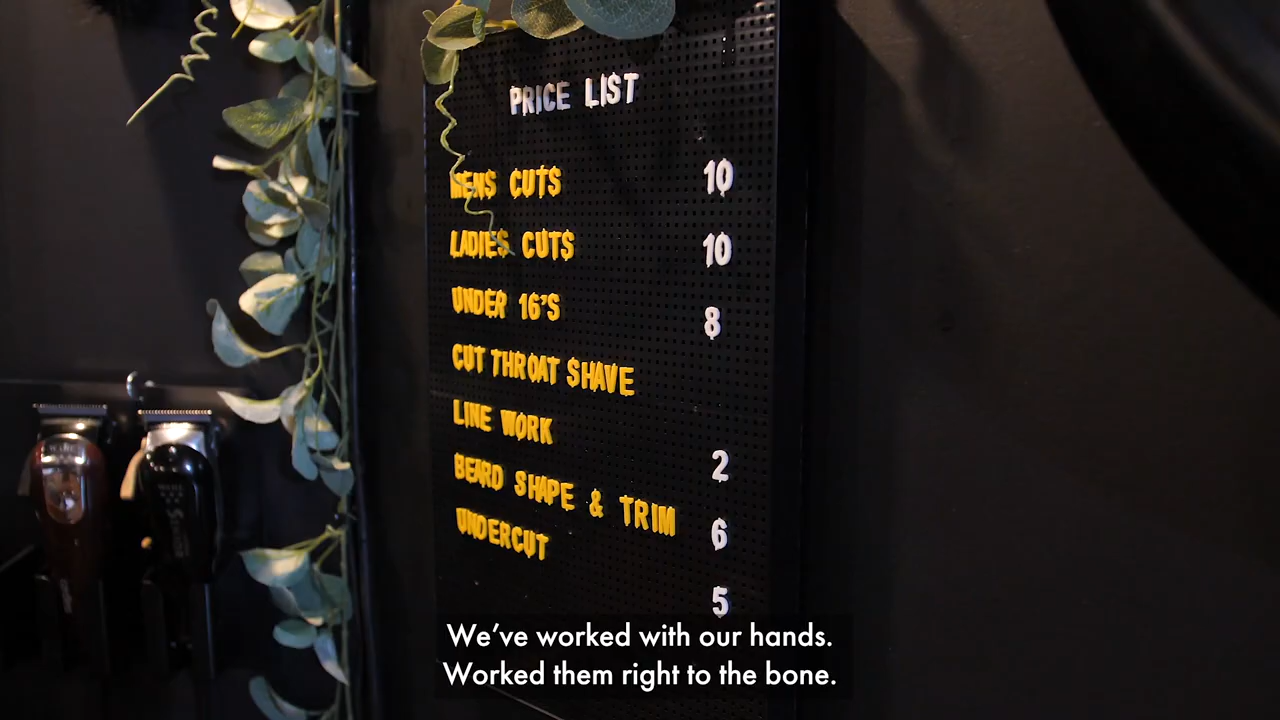 PRICE LIST
MENS CUTS 10
LADIES CUTS 10
UNDER 16'S 8
CUT THROAT SHAVE
LINE WORK 2
BEARD SHAPE & TRIM 6
UNDERCUT 5
We've worked with our hands.
Worked them right to the bone.